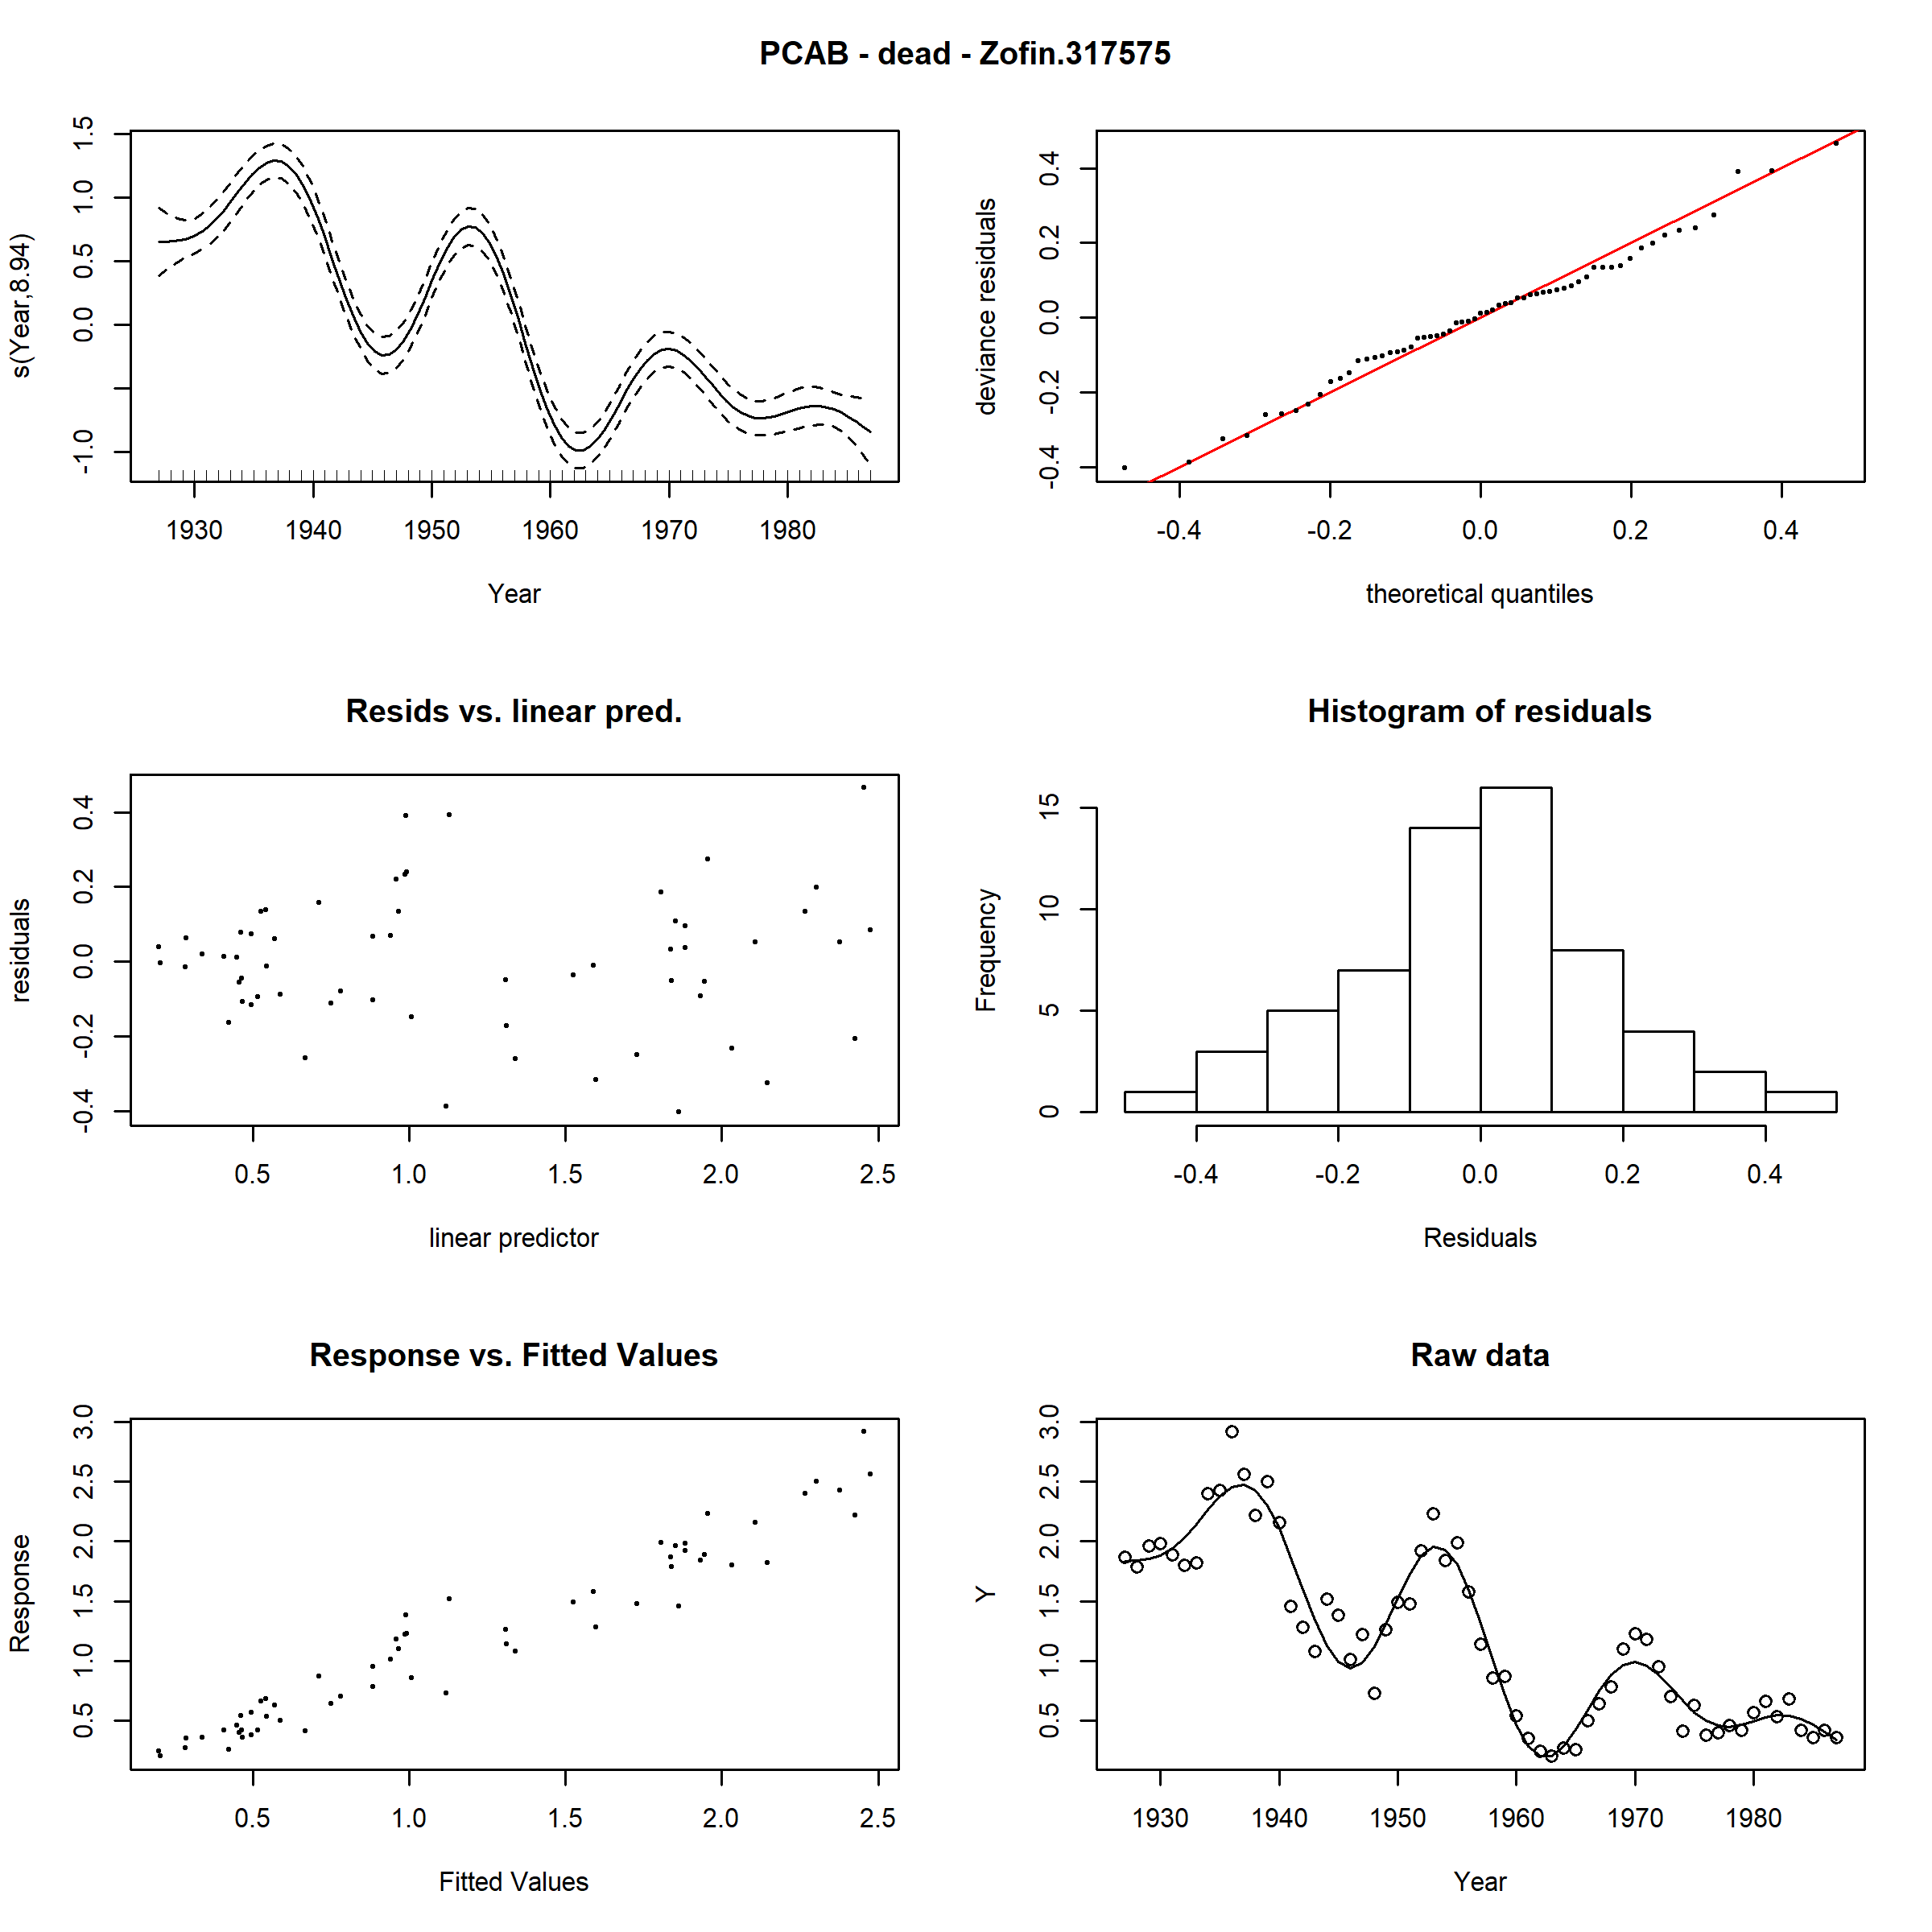 PCAB - dead - Zofin.317575
s(Year,8.94)
-1.0 0.0 0.5 1.0 1.5
1930 1940 1950 1960 1970 1980
Year
deviance residuals
-0.4 -0.2 0.0 0.2 0.4
-0.4 -0.2 0.0 0.2 0.4
theoretical quantiles
Resids vs. linear pred.
residuals
-0.4 -0.2 0.0 0.2 0.4
0.5 1.0 1.5 2.0 2.5
linear predictor
Histogram of residuals
Frequency
0 5 10 15
-0.4 -0.2 0.0 0.2 0.4
Residuals
Response vs. Fitted Values
Response
0.5 1.0 1.5 2.0 2.5 3.0
0.5 1.0 1.5 2.0 2.5
Fitted Values
Raw data
Y
0.5 1.0 1.5 2.0 2.5 3.0
1930 1940 1950 1960 1970 1980
Year